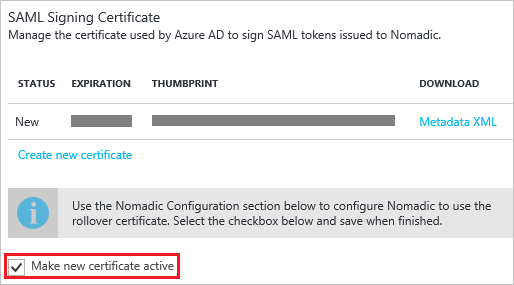 SAML Signing Certificate
Manage the certificate used by Azure AD to sign SAML tokens issued to Nomadic.
STATUS EXPIRATION THUMBPRINT DOWNLOAD
New Metadata XML
Create new certificate
Use the Nomadic Configuration section below to configure Nomadic to use the
rollover certificate. Select the checkbox below and save when finished.
Make new certificate active